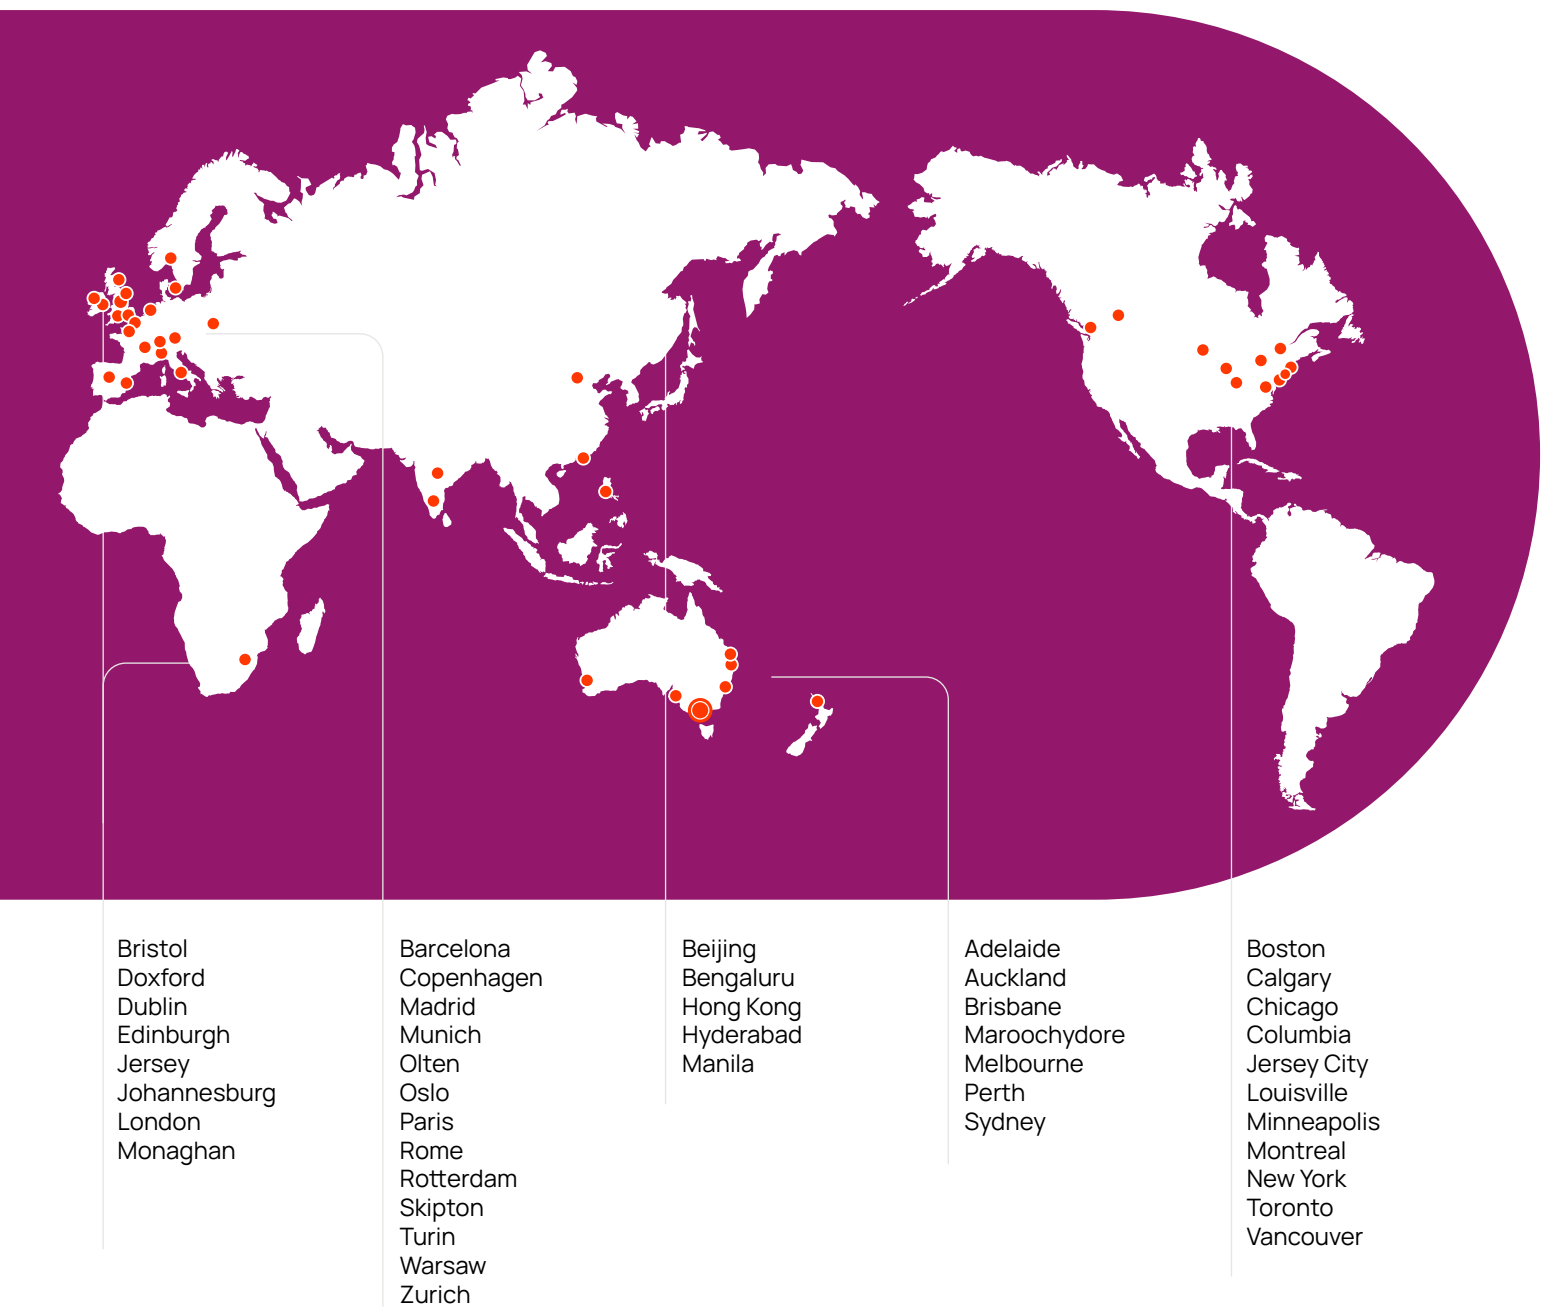 Bristol
Doxford
Dublin
Edinburgh
Jersey
Johannesburg
London
Monaghan
Barcelona
Copenhagen
Madrid
Munich
Olten
Oslo
Paris
Rome
Rotterdam
Skipton
Turin
Warsaw
Zurich
Beijing
Bengaluru
Hong Kong
Hyderabad
Manila
Adelaide
Auckland
Brisbane
Maroochydore
Melbourne
Perth
Sydney
Boston
Calgary
Chicago
Columbia
Jersey City
Louisville
Minneapolis
Montreal
New York
Toronto
Vancouver